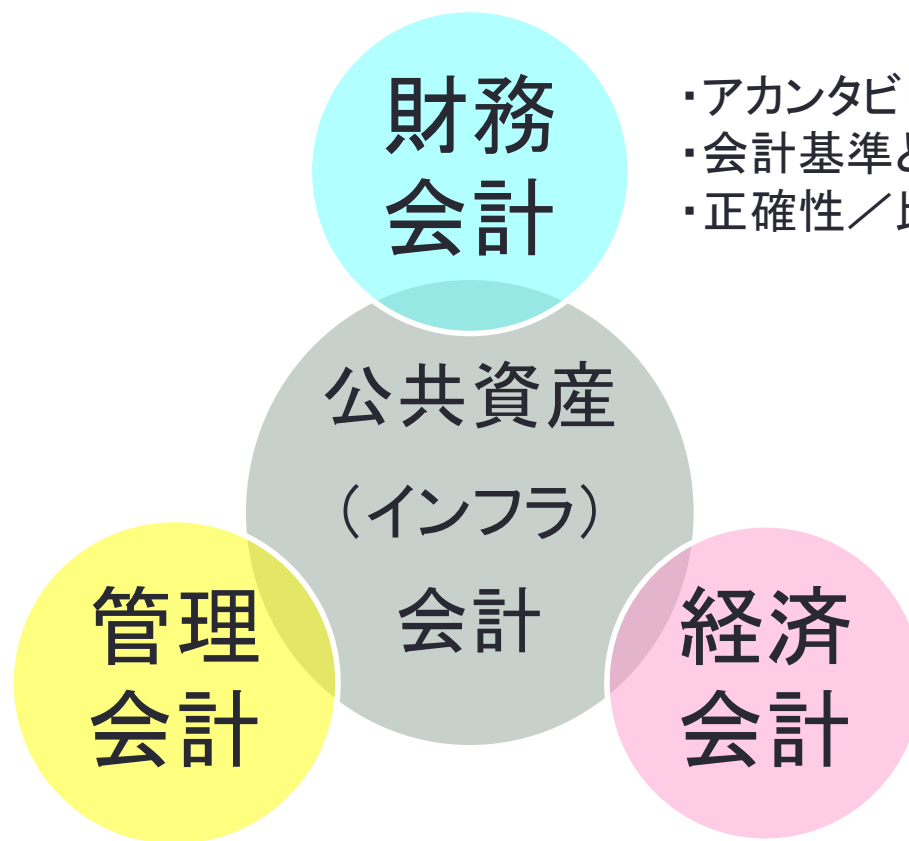 財務
会計
・アカンタビ
・会計基準
・正確性／
公共資産
（インフラ）
会計
管理
会計
経済
会計